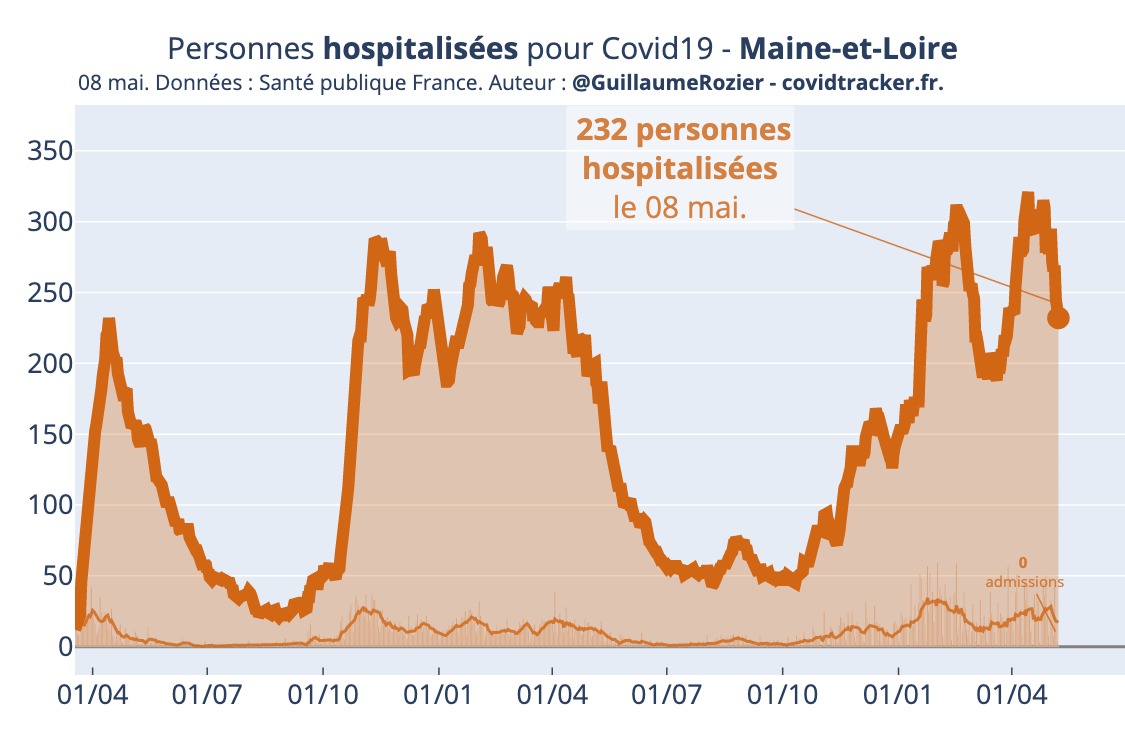 Personnes hospitalisées pour Covid19 - Maine-et-Loire
08 mai. Données : Santé publique France. Auteur : @GuillaumeRozier - covidtracker.fr.
232 personnes
hospitalisées
le 08 mai.
350
300
250
200
150
100
50
0
0
admissions
01/04 01/07 01/10 01/01 01/04 01/07 01/10 01/01 01/04